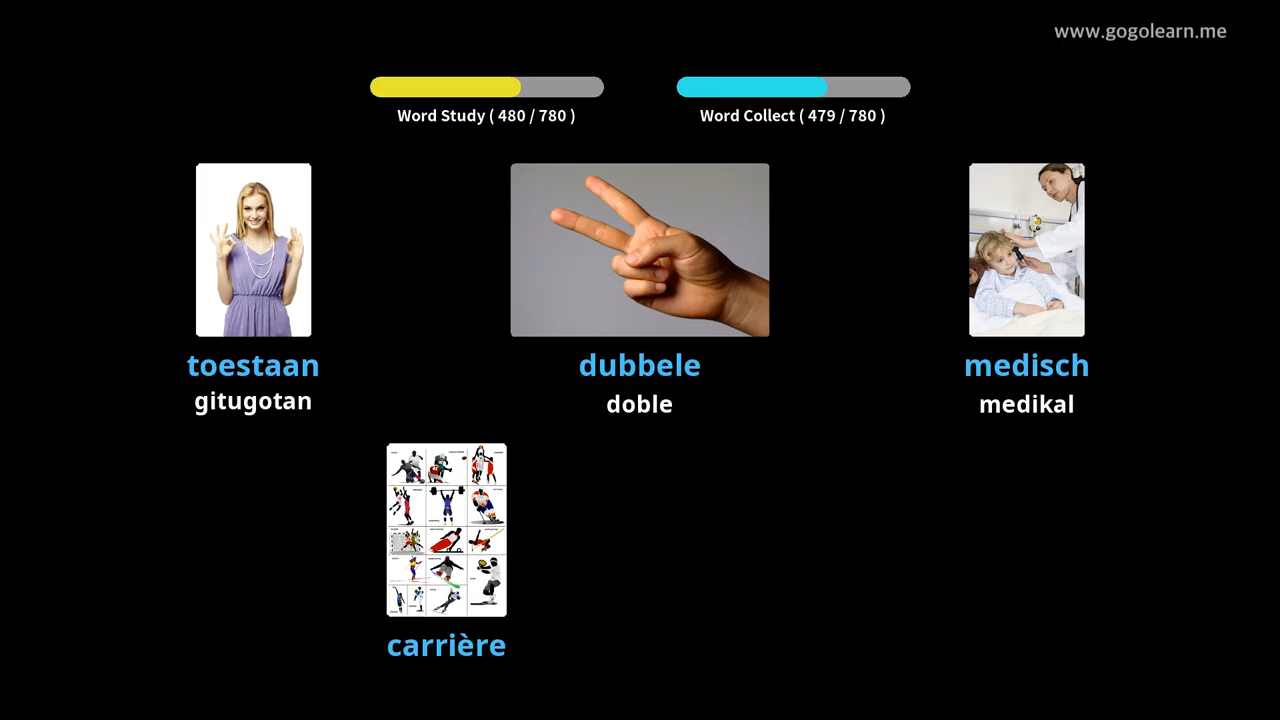 www.gogolearn.me
Word Study ( 480 / 780 )
Word Collect ( 479 / 780 )
toestaan
gitugotan
dubbele
doble
medisch
medikal
carrière